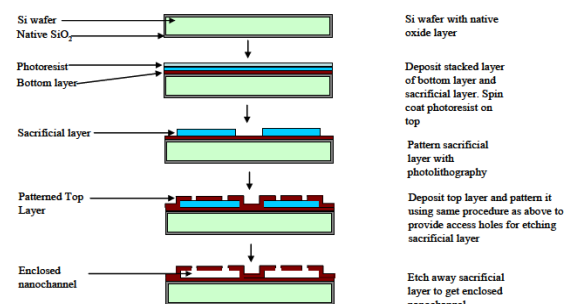 Si wafer
Native SiO2
Si wafer with native
oxide layer
Photoresist
Bottom layer
Deposit stacked layer
of bottom layer and
sacrificial layer. Spin
coat photoresist on
top
Sacrificial layer
Pattern sacrificial
layer with
photolithography
Patterned Top
Layer
Deposit top layer and pattern it
using same procedure as above to
provide access holes for etching
sacrificial layer
Enclosed
nanochannel
Etch away sacrificial
layer to get enclosed
nanochannel